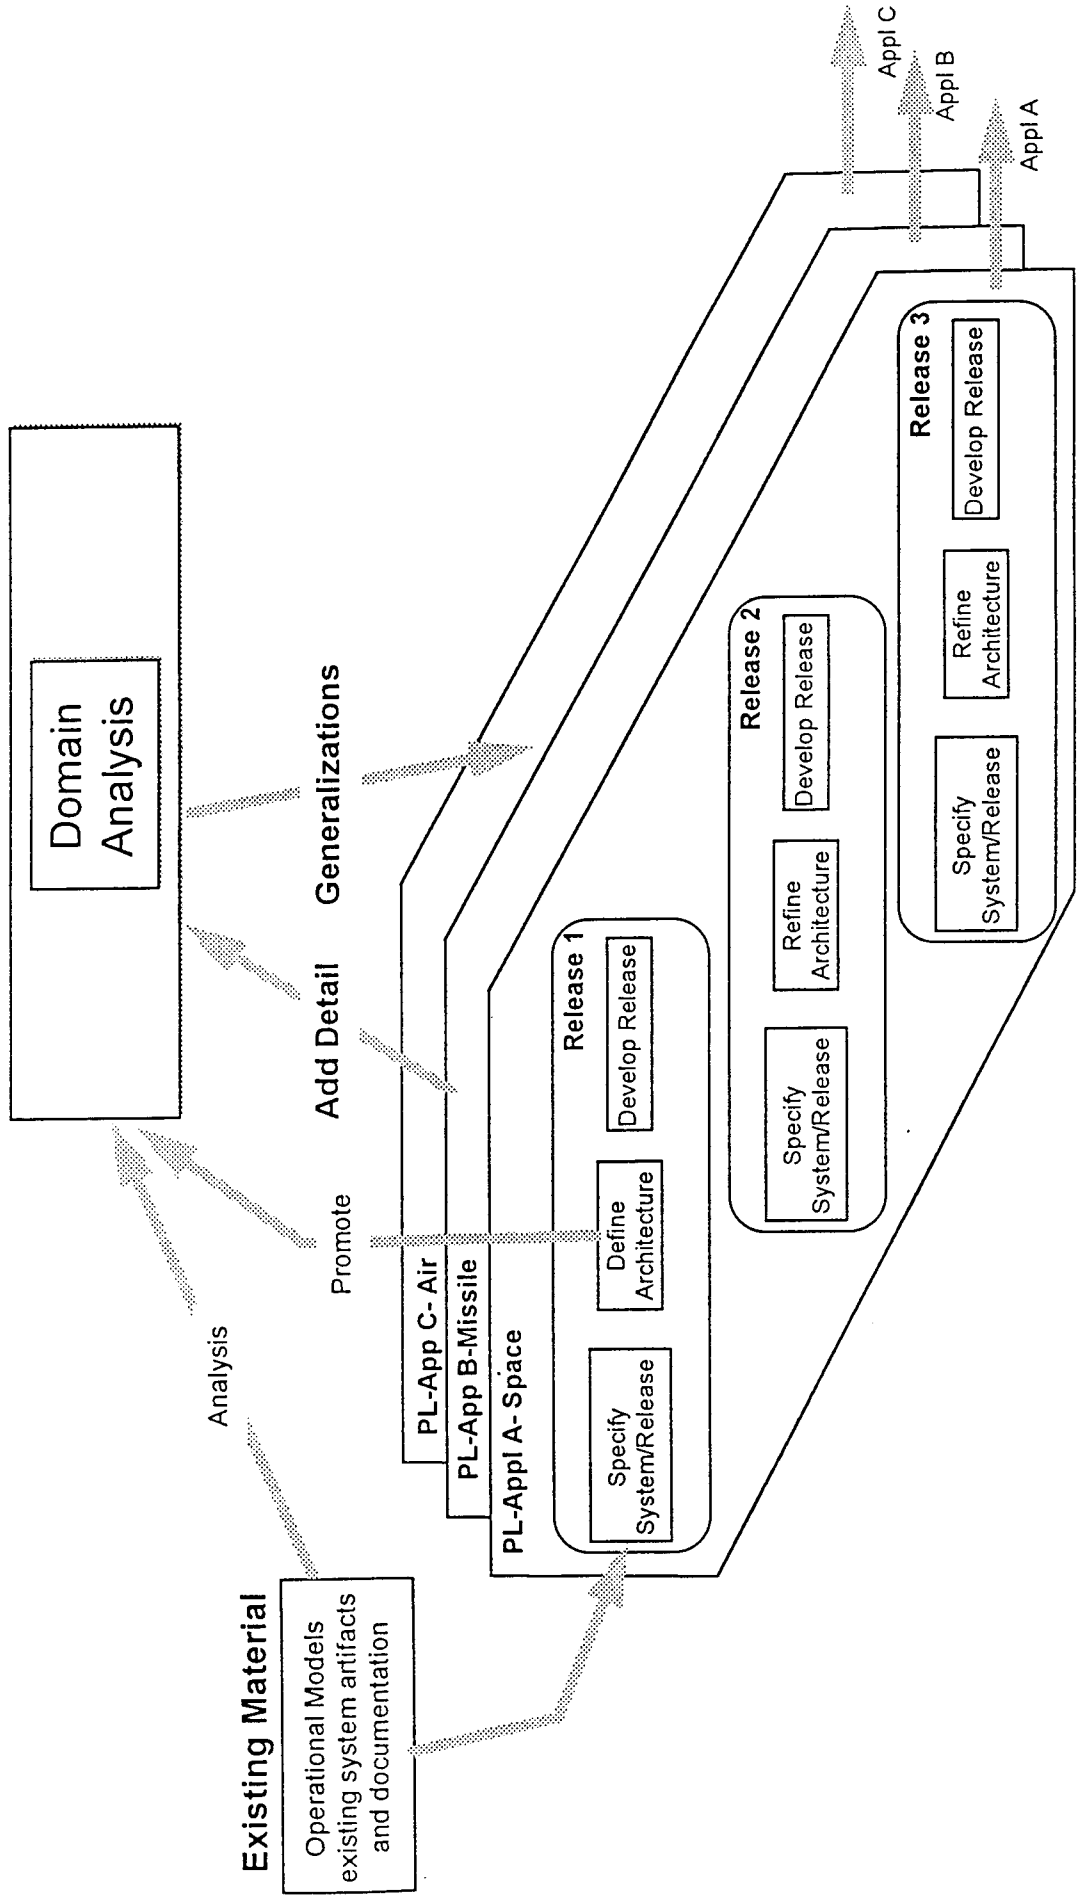 Domain
Analysis
Existing Material
Operational Models
existing system artifacts
and documentation
Analysis
Promote
Add Detail
Generalizations
PL-App C- Air
PL-App B-Missile
PL-Appl A- Space
Release 1
Specify
System/Release
Define
Architecture
Develop Release
Release 2
Specify
System/Release
Refine
Architecture
Develop Release
Release 3
Specify
System/Release
Refine
Architecture
Develop Release
Appl C
Appl B
Appl A